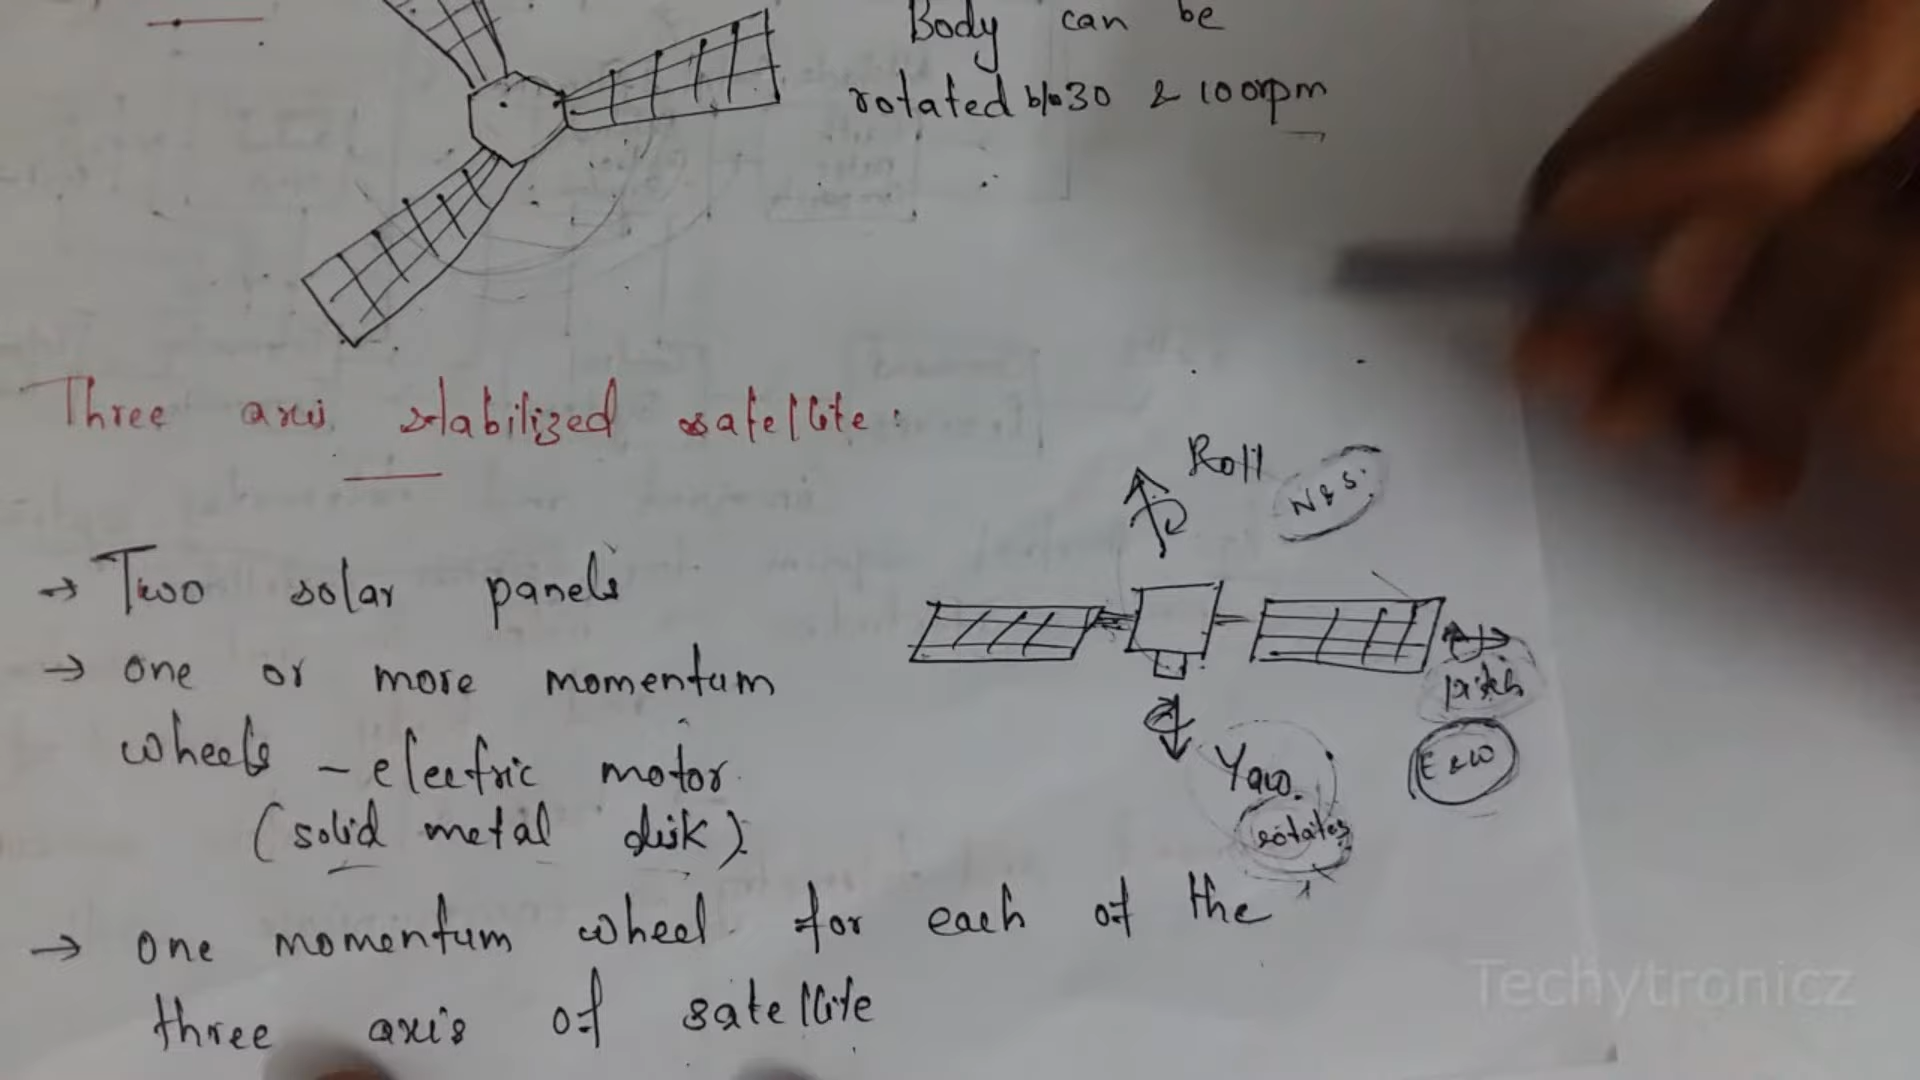 Body can be
rotated b/w 30 & 100rpm
Three axis stabilized satellite:
Roll
N & S.
→ Two solar panels
→ one or more momentum
pitch
wheels - electric motor
E & W
Yaw.
(solid metal disk)
rotates
→ one momentum wheel for each of the
three axis of satellite
Techytronicz